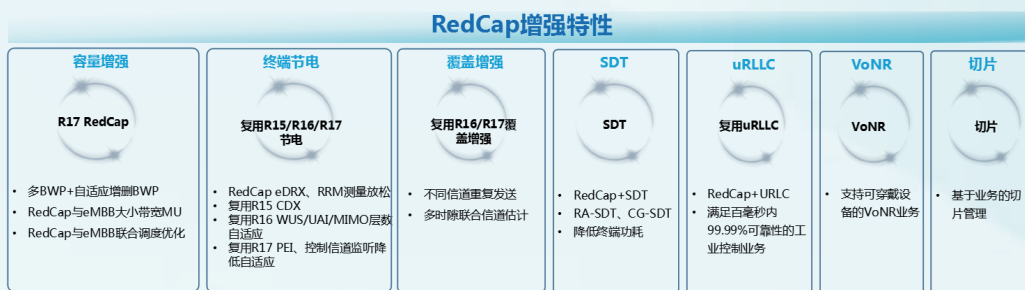 RedCap增强特性
容量增强
R17 RedCap
• 多BWP+自适应增删BWP
• RedCap与eMBB大小带宽MU
• RedCap与eMBB联合调度优化
终端节电
复用R15/R16/R17
节电
• RedCap eDRX、RRM测量放松
• 复用R15 CDX
• 复用R16 WUS/UAI/MIMO层数
自适应
• 复用R17 PEI、控制信道监听降
低自适应
覆盖增强
复用R16/R17覆
盖增强
• 不同信道重复发送
• 多时隙联合信道估计
SDT
SDT
• RedCap+SDT
• RA-SDT、CG-SDT
• 降低终端功耗
uRLLC
复用uRLLC
• RedCap+URLC
• 满足百毫秒内
99.99%可靠性的工
业控制业务
VoNR
VoNR
• 支持可穿戴设
备的VoNR业务
切片
切片
• 基于业务的切
片管理